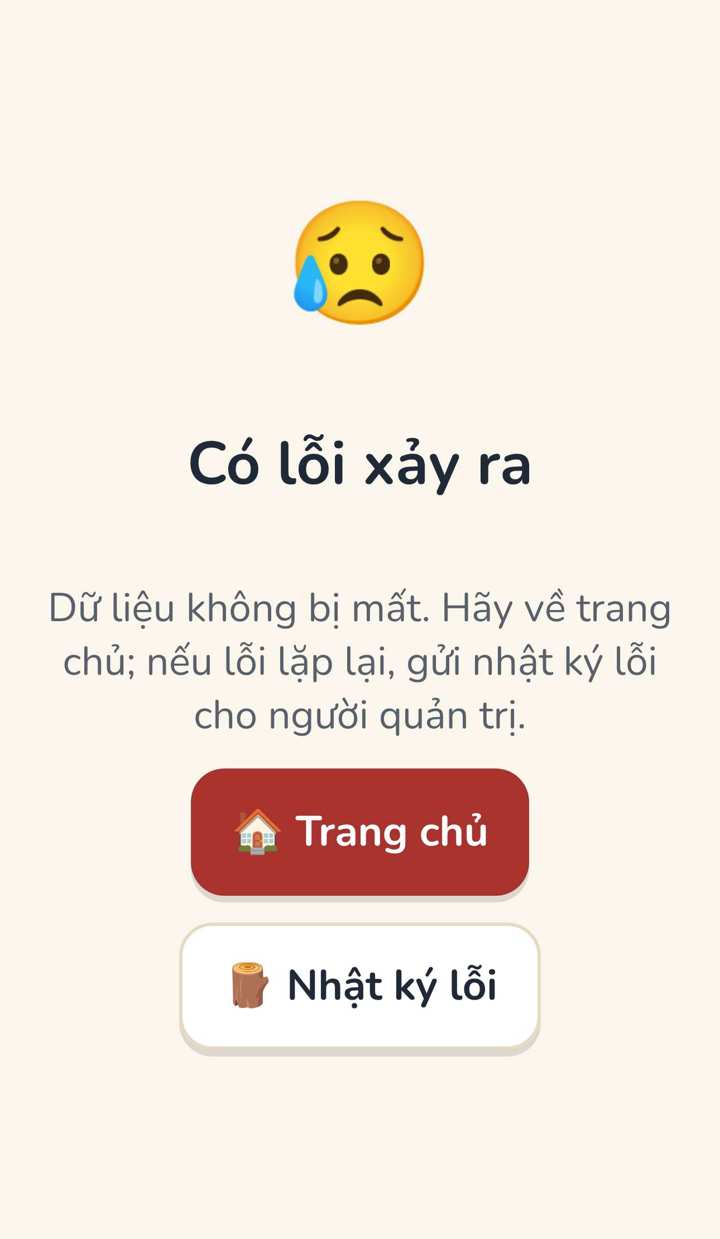 Có lỗi xảy ra
Dữ liệu không bị mất. Hãy về trang
chủ; nếu lỗi lặp lại, gửi nhật ký lỗi
cho người quản trị.
🏠 Trang chủ
🪵 Nhật ký lỗi